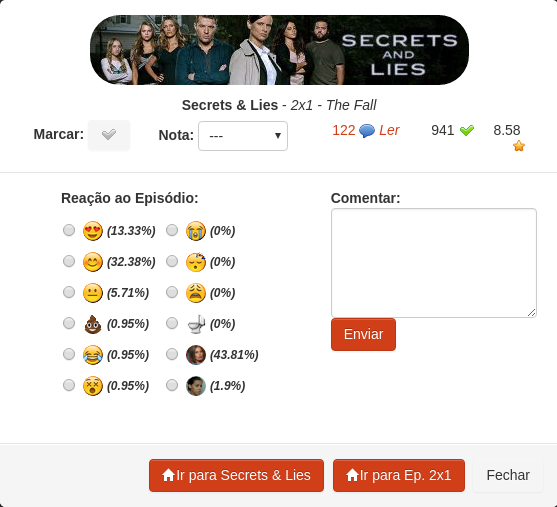 SECRETS
AND
LIES
Secrets & Lies - 2x1 - The Fall
Marcar: Nota: --- 122 Ler 941 8.58
Reação ao Episódio: Comentar:
(13.33%) (0%)
(32.38%) (0%)
(5.71%) (0%)
(0.95%) (0%)
(0.95%) (43.81%)
(0.95%) (1.9%)
Enviar
Ir para Secrets & Lies Ir para Ep. 2x1 Fechar